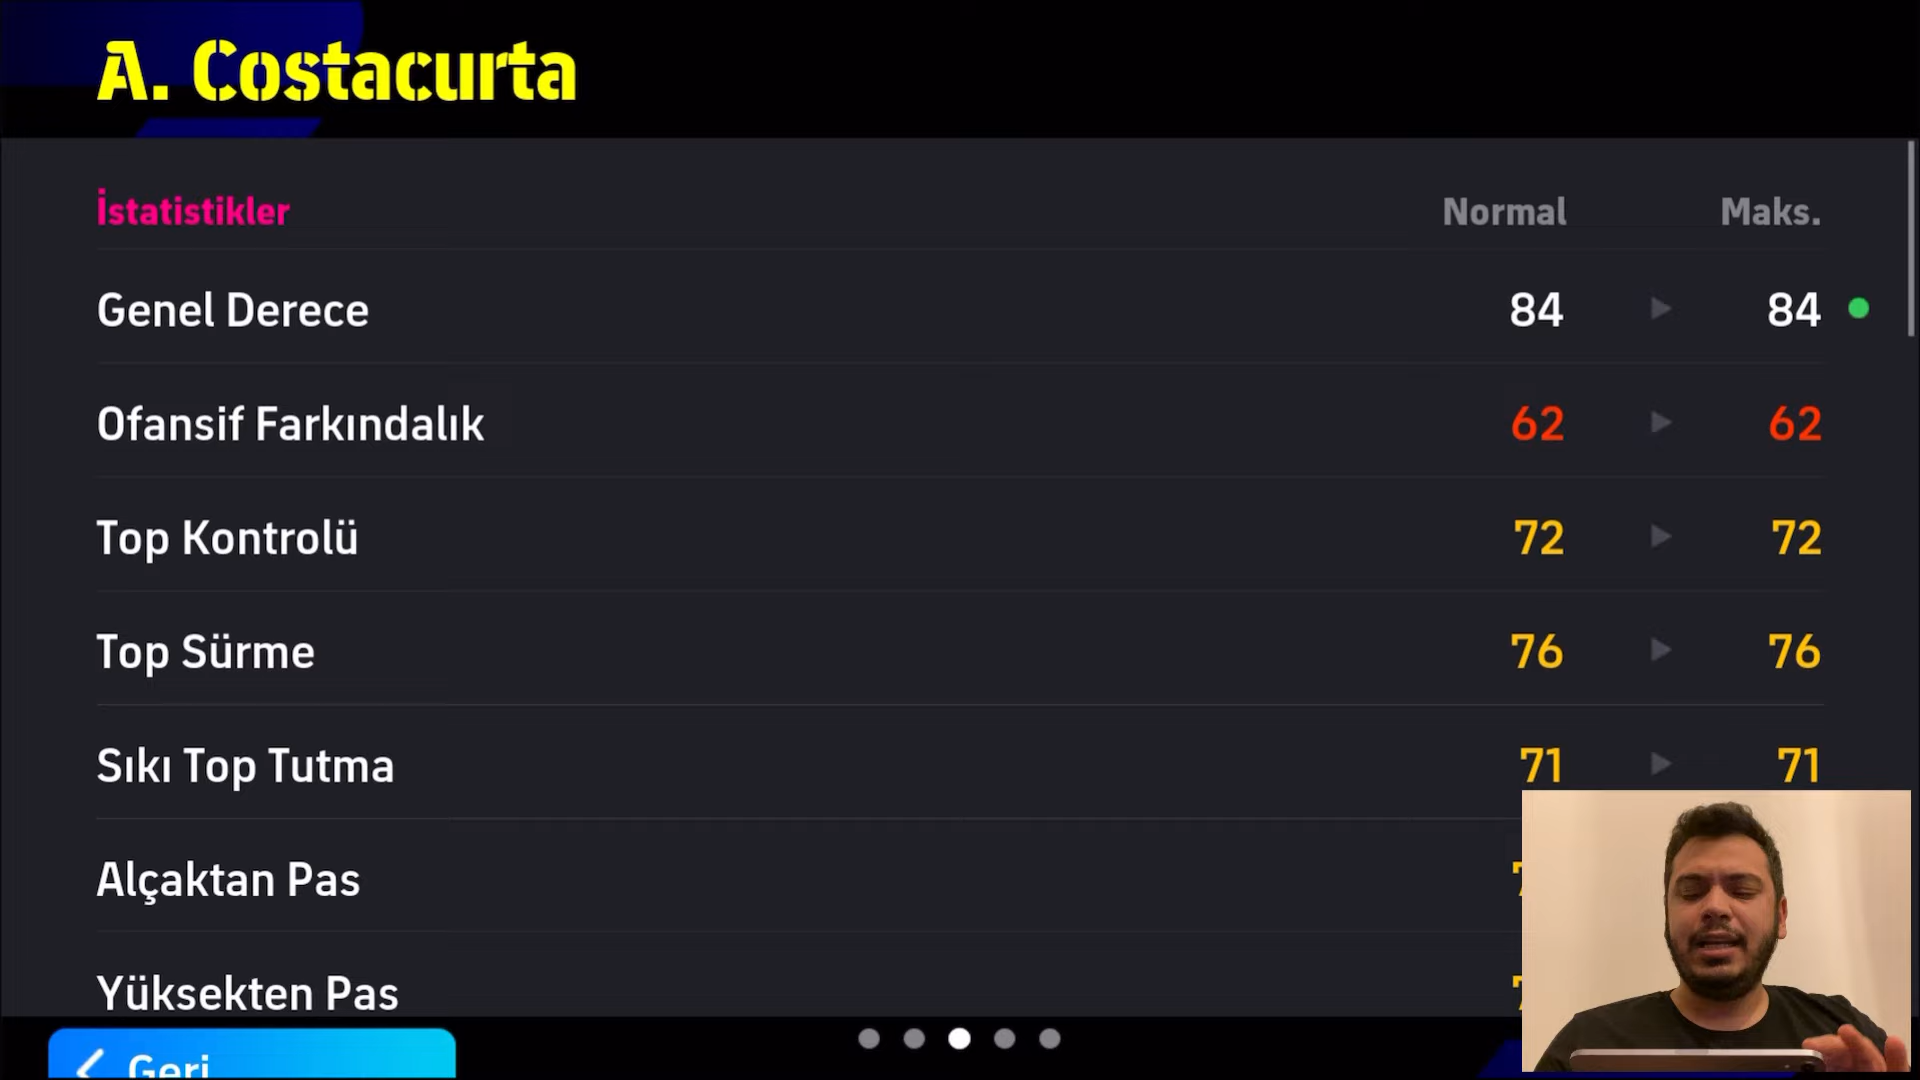 A. Costacurta
İstatistikler Normal Maks.
Genel Derece 84 84
Ofansif Farkındalık 62 62
Top Kontrolü 72 72
Top Sürme 76 76
Sıkı Top Tutma 71 71
Alçaktan Pas
Yüksekten Pas
Geri